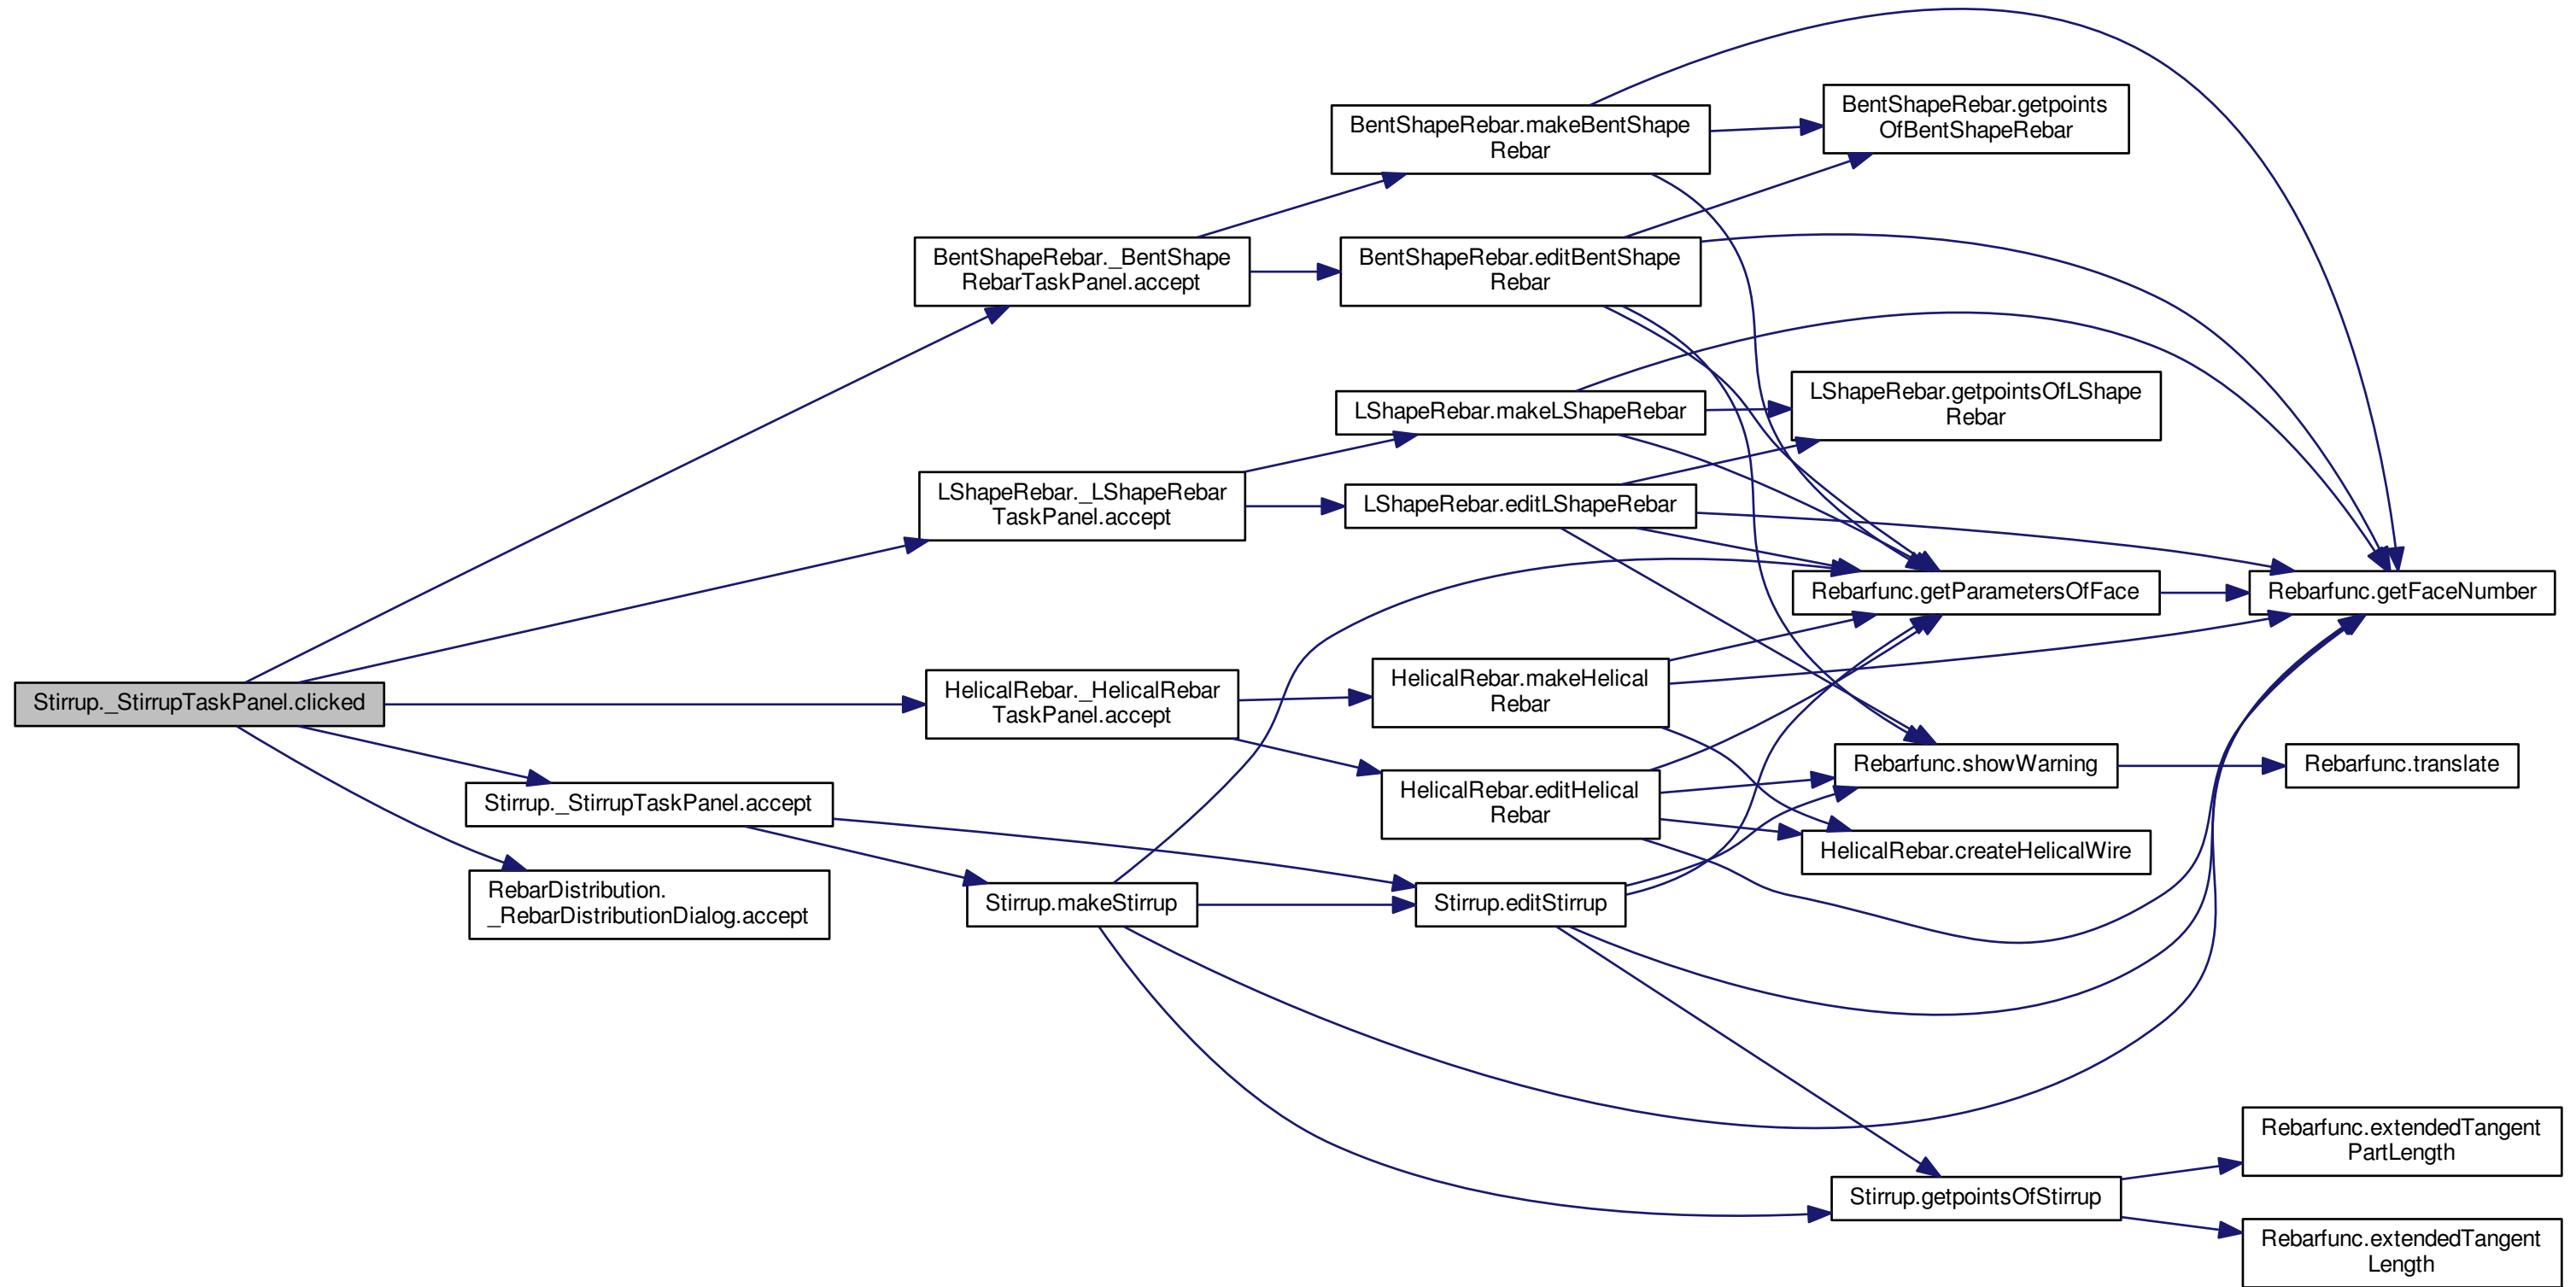 Stirrup._StirrupTaskPanel.clicked
BentShapeRebar._BentShape
RebarTaskPanel.accept
LShapeRebar._LShapeRebar
TaskPanel.accept
HelicalRebar._HelicalRebar
TaskPanel.accept
Stirrup._StirrupTaskPanel.accept
RebarDistribution.
_RebarDistributionDialog.accept
BentShapeRebar.makeBentShape
Rebar
BentShapeRebar.editBentShape
Rebar
LShapeRebar.makeLShapeRebar
LShapeRebar.editLShapeRebar
HelicalRebar.makeHelical
Rebar
HelicalRebar.editHelical
Rebar
Stirrup.makeStirrup
Stirrup.editStirrup
BentShapeRebar.getpoints
OfBentShapeRebar
LShapeRebar.getpointsOfLShape
Rebar
Rebarfunc.getParametersOfFace
Rebarfunc.getFaceNumber
Rebarfunc.showWarning
Rebarfunc.translate
HelicalRebar.createHelicalWire
Stirrup.getpointsOfStirrup
Rebarfunc.extendedTangent
PartLength
Rebarfunc.extendedTangent
Length